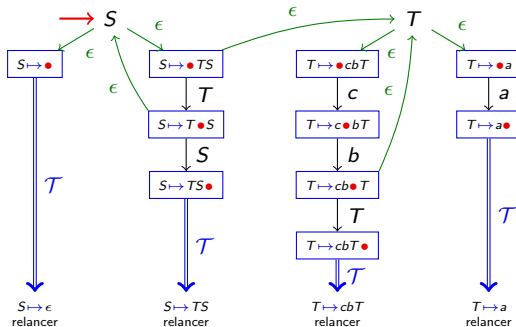 S T
ϵ ϵ ϵ ϵ ϵ
S ↦ • S ↦ • TS T ↦ • cbT T ↦ • a
ϵ ϵ
T c a
S ↦ T • S T ↦ c • bT T ↦ a •
S b
𝒯 S ↦ TS • T ↦ cb • T 𝒯
T
𝒯 T ↦ cbT •
𝒯
S ↦ ϵ S ↦ TS T ↦ cbT T ↦ a
relancer relancer relancer relancer